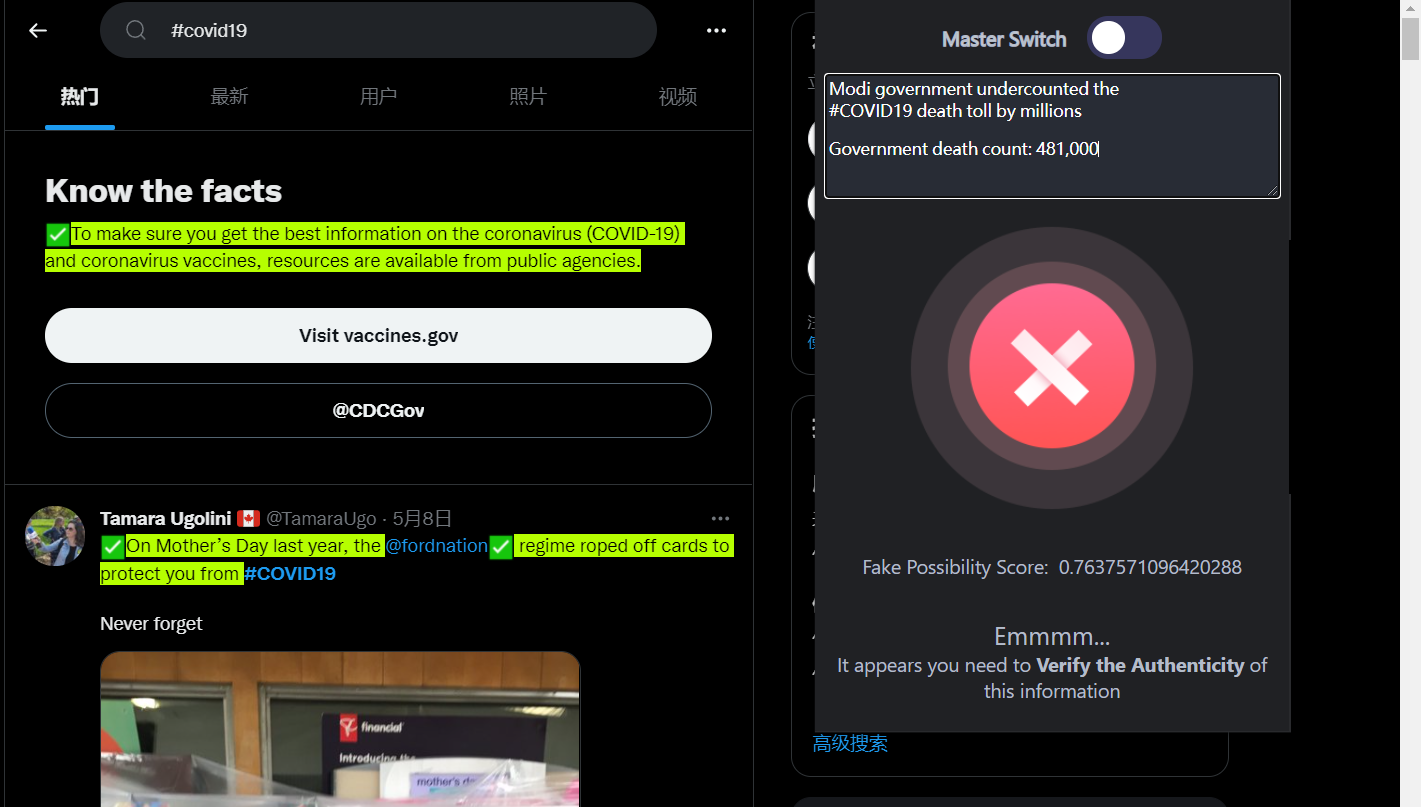 #covid19
热门
最新
用户
照片
视频
Know the facts
✅To make sure you get the best information on the coronavirus (COVID-19)
and coronavirus vaccines, resources are available from public agencies.
Visit vaccines.gov
@CDCGov
Tamara Ugolini 🇨🇦 @TamaraUgo · 5月8日
✅On Mother’s Day last year, the @fordnation✅ regime roped off cards to
protect you from #COVID19
Never forget
financial
Introducing the
mother's
Master Switch
Modi government undercounted the
#COVID19 death toll by millions
Government death count: 481,000
Fake Possibility Score: 0.7637571096420288
Emmmm...
It appears you need to Verify the Authenticity of
this information
高级搜索